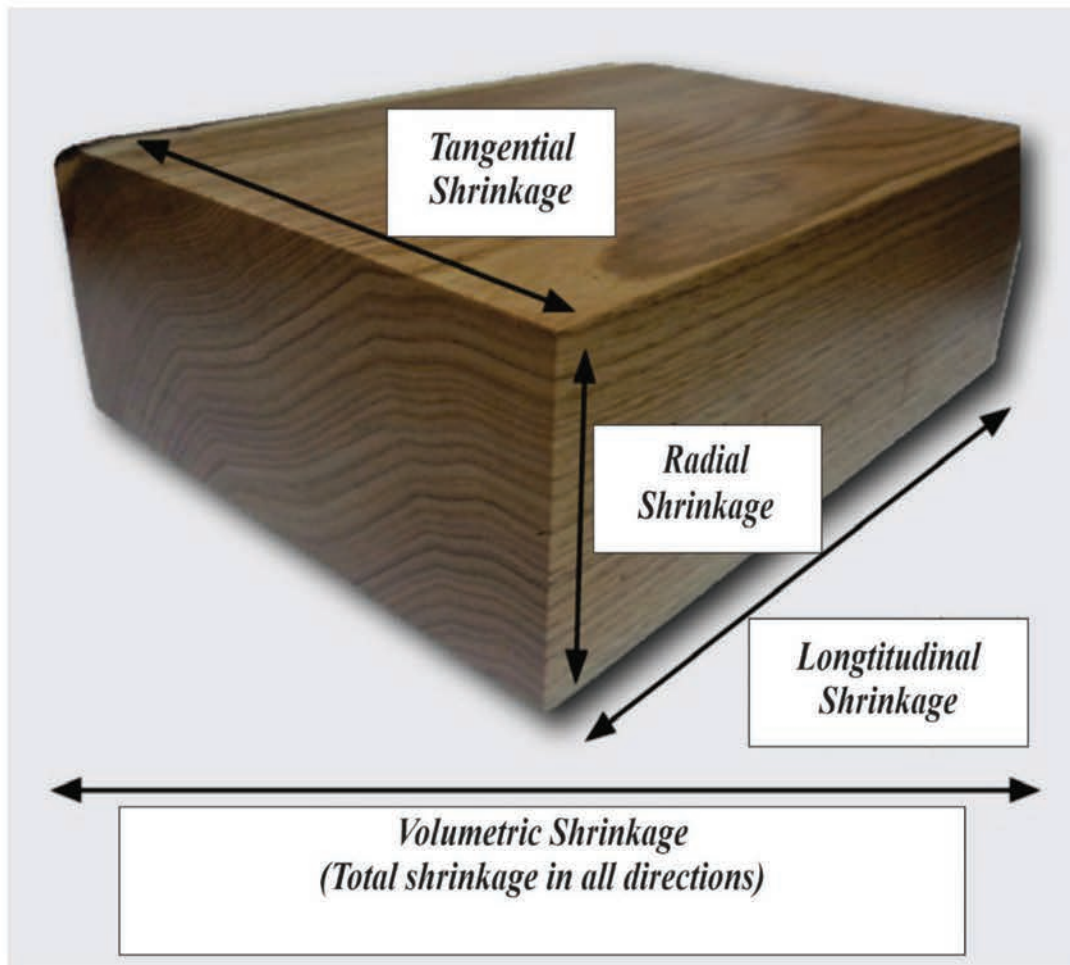 Tangential
Shrinkage
Radial
Shrinkage
Longtitudinal
Shrinkage
Volumetric Shrinkage
(Total shrinkage in all directions)